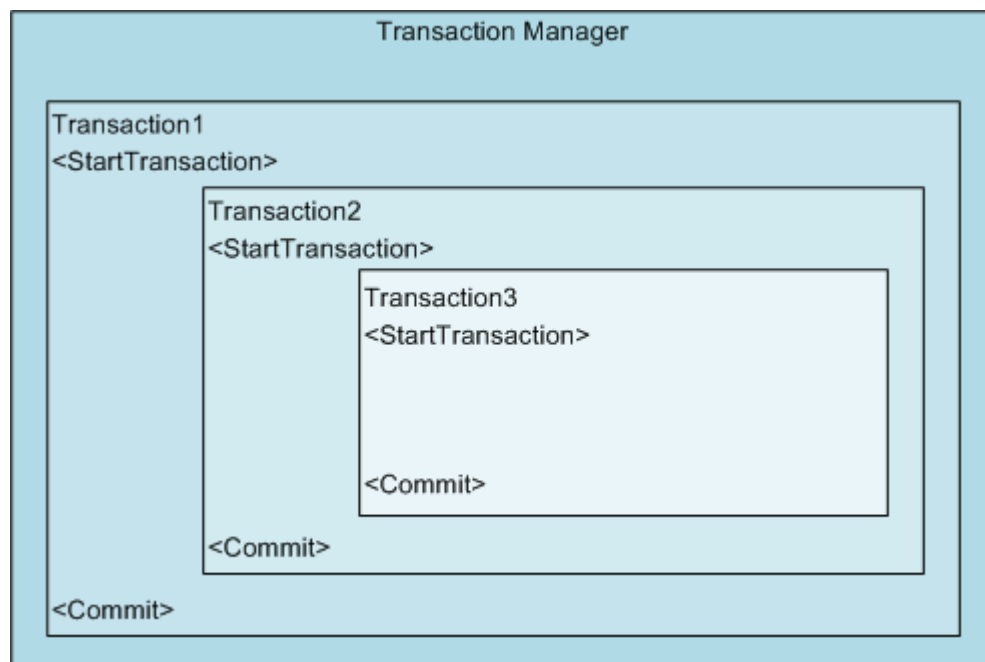 Transaction Manager
Transaction1
<StartTransaction>
Transaction2
<StartTransaction>
Transaction3
<StartTransaction>
<Commit>
<Commit>
<Commit>